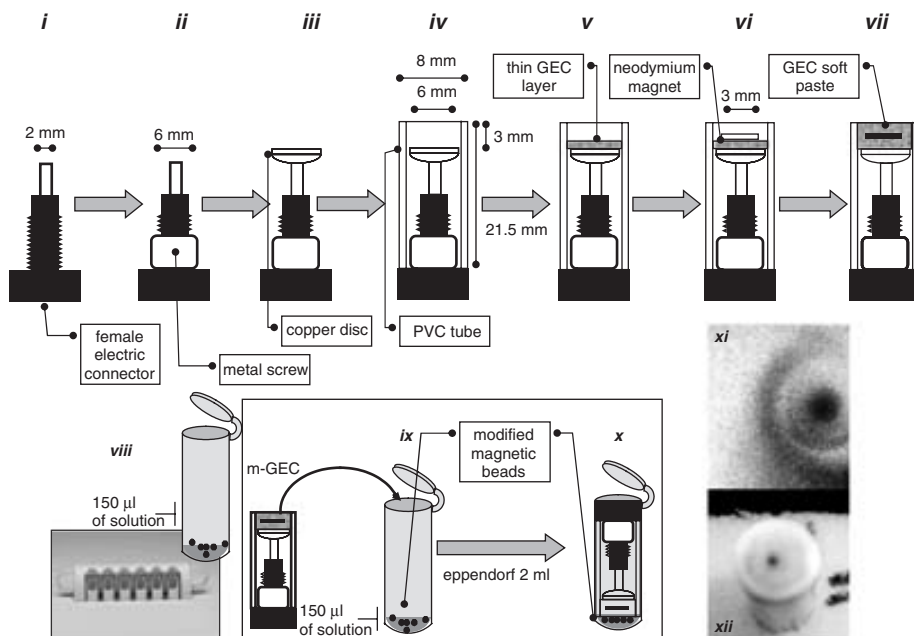 i
ii
iii
iv
v
vi
vii
2 mm
6 mm
8 mm
6 mm
3 mm
21.5 mm
thin GEC
layer
neodymium
magnet
3 mm
GEC soft
paste
female
electric
connector
metal screw
copper disc
PVC tube
viii
150 µl
of solution
m-GEC
ix
modified
magnetic
beads
x
150 µl
of solution
eppendorf 2 ml
xi
xii